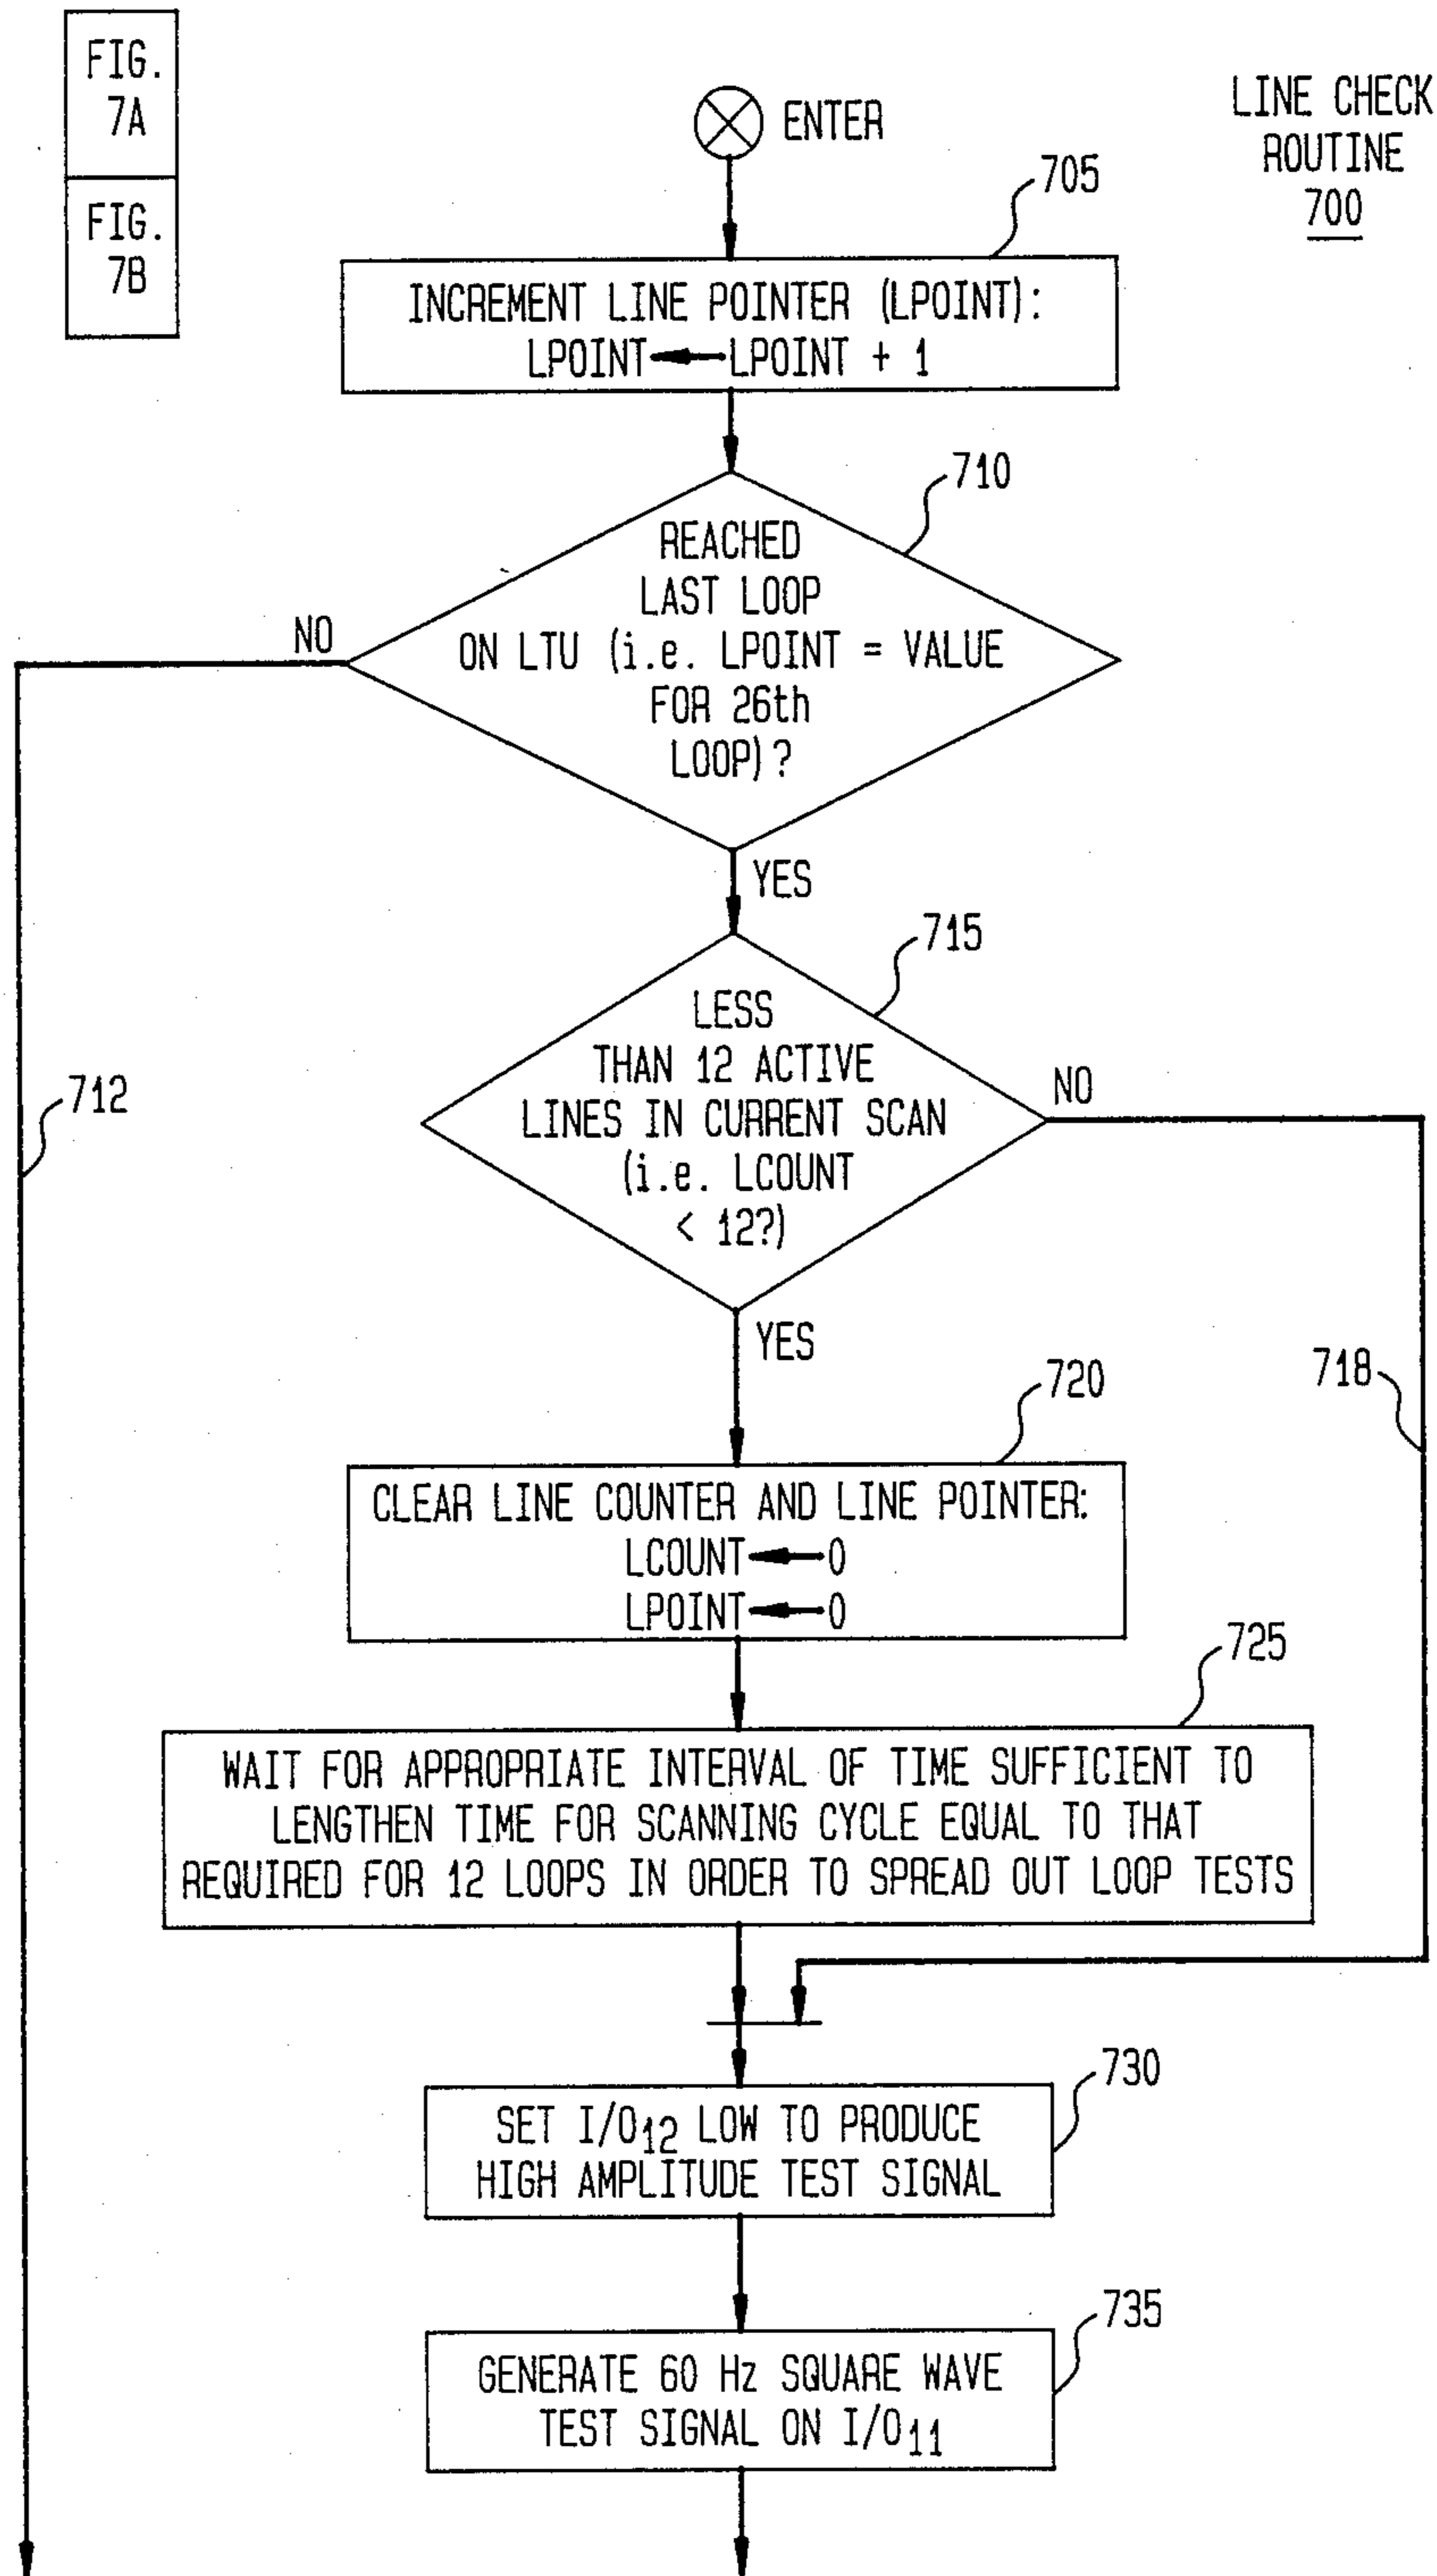 FIG.
7A
FIG.
7B
LINE CHECK
ROUTINE
700
ENTER
705
INCREMENT LINE POINTER (LPOINT):
LPOINT←LPOINT + 1
710
REACHED
LAST LOOP
ON LTU (i.e. LPOINT = VALUE
FOR 26th
LOOP)?
NO
YES
712
715
LESS
THAN 12 ACTIVE
LINES IN CURRENT SCAN
(i.e. LCOUNT
< 12?)
NO
YES
718
720
CLEAR LINE COUNTER AND LINE POINTER:
LCOUNT←0
LPOINT←0
725
WAIT FOR APPROPRIATE INTERVAL OF TIME SUFFICIENT TO
LENGTHEN TIME FOR SCANNING CYCLE EQUAL TO THAT
REQUIRED FOR 12 LOOPS IN ORDER TO SPREAD OUT LOOP TESTS
730
SET I/O₁₂ LOW TO PRODUCE
HIGH AMPLITUDE TEST SIGNAL
735
GENERATE 60 Hz SQUARE WAVE
TEST SIGNAL ON I/O₁₁